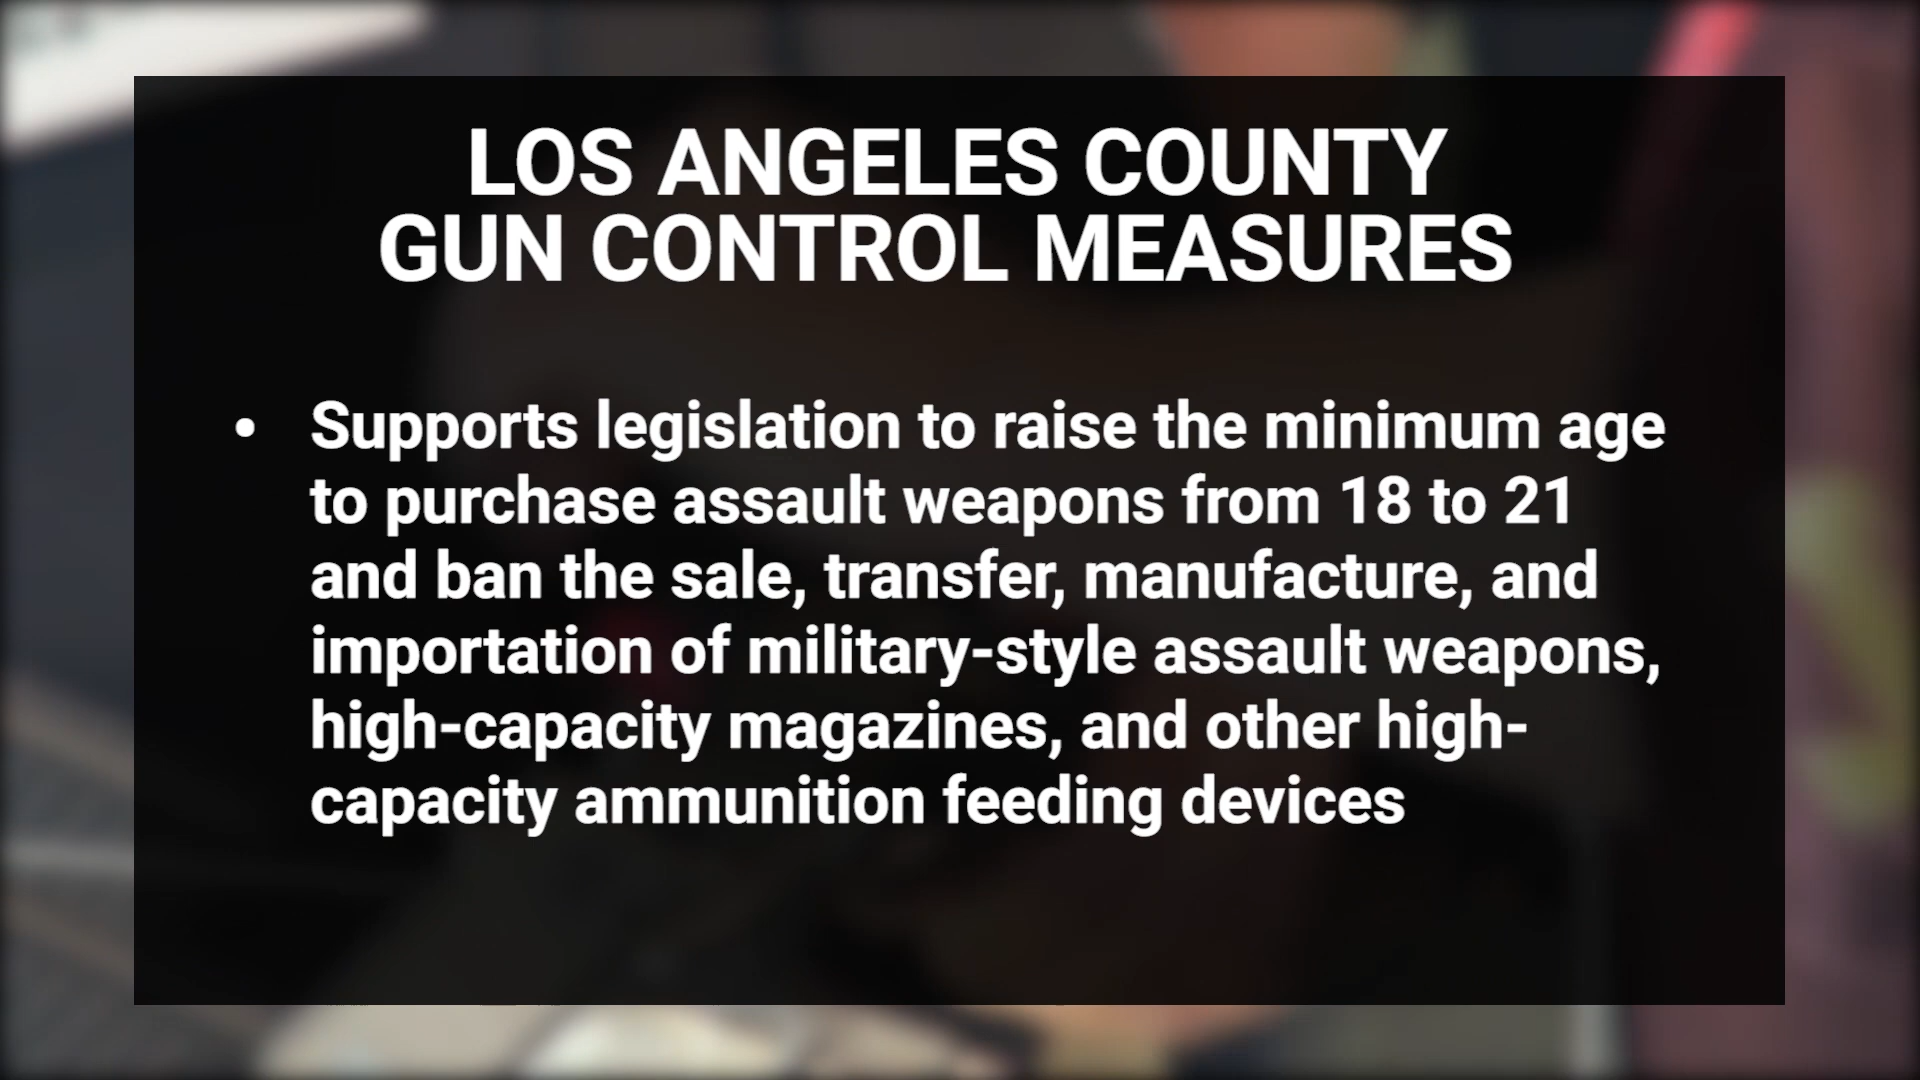 LOS ANGELES COUNTY
GUN CONTROL MEASURES
• Supports legislation to raise the minimum age
to purchase assault weapons from 18 to 21
and ban the sale, transfer, manufacture, and
importation of military-style assault weapons,
high-capacity magazines, and other high-
capacity ammunition feeding devices